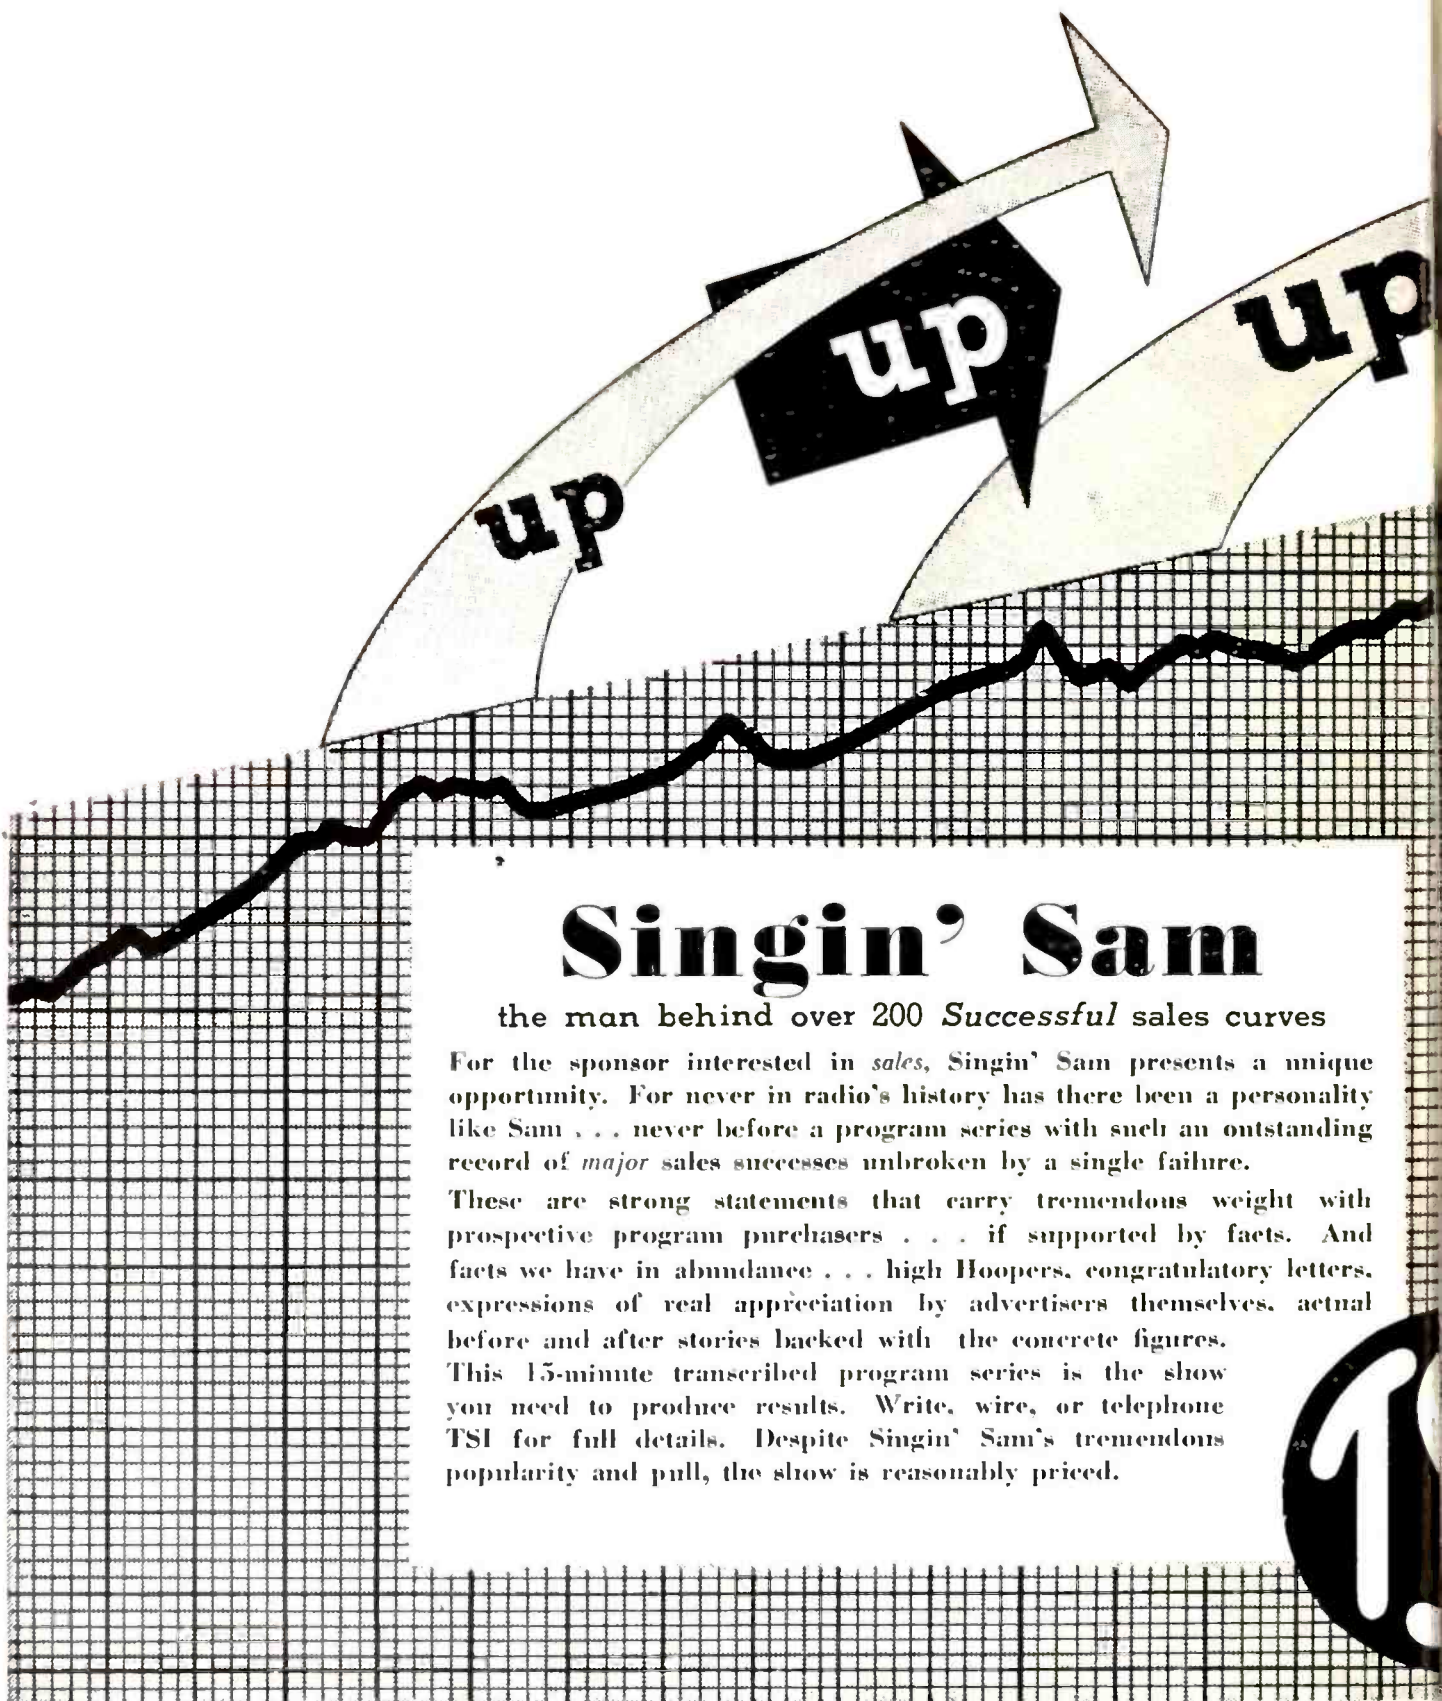 up
up
up
Singin' Sam
the man behind over 200 Successful sales curves
For the sponsor interested in sales, Singin' Sam presents a unique
opportunity. For never in radio's history has there been a personality
like Sam . . . never before a program series with such an outstanding
record of major sales successes unbroken by a single failure.
These are strong statements that carry tremendous weight with
prospective program purchasers . . . if supported by facts. And
facts we have in abundance . . . high Hoopers, congratulatory letters,
expressions of real appreciation by advertisers themselves, actual
before and after stories backed with the concrete figures.
This 15-minute transcribed program series is the show
you need to produce results. Write, wire, or telephone
TSI for full details. Despite Singin' Sam's tremendous
popularity and pull, the show is reasonably priced.
T